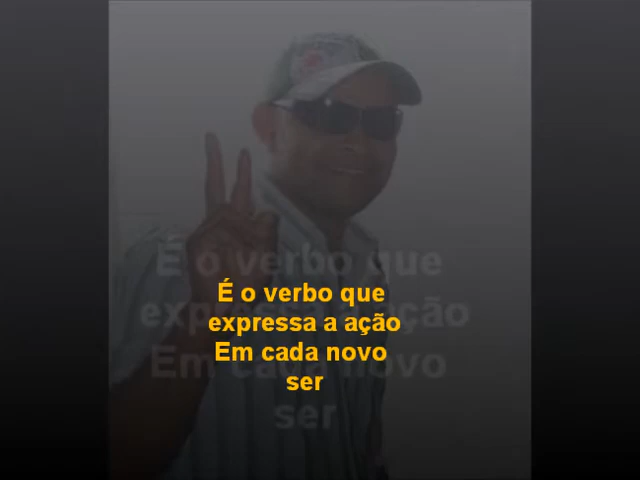 É o verbo que
expressa a ação
Em cada novo
ser